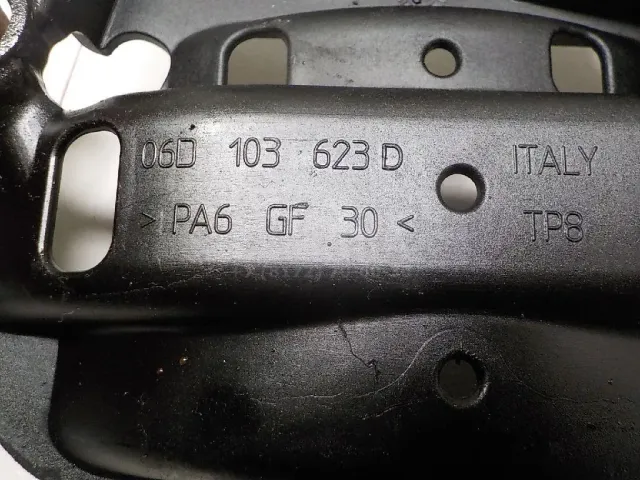 06D 103 623 D ITALY
> PA6 GF 30 < TP8